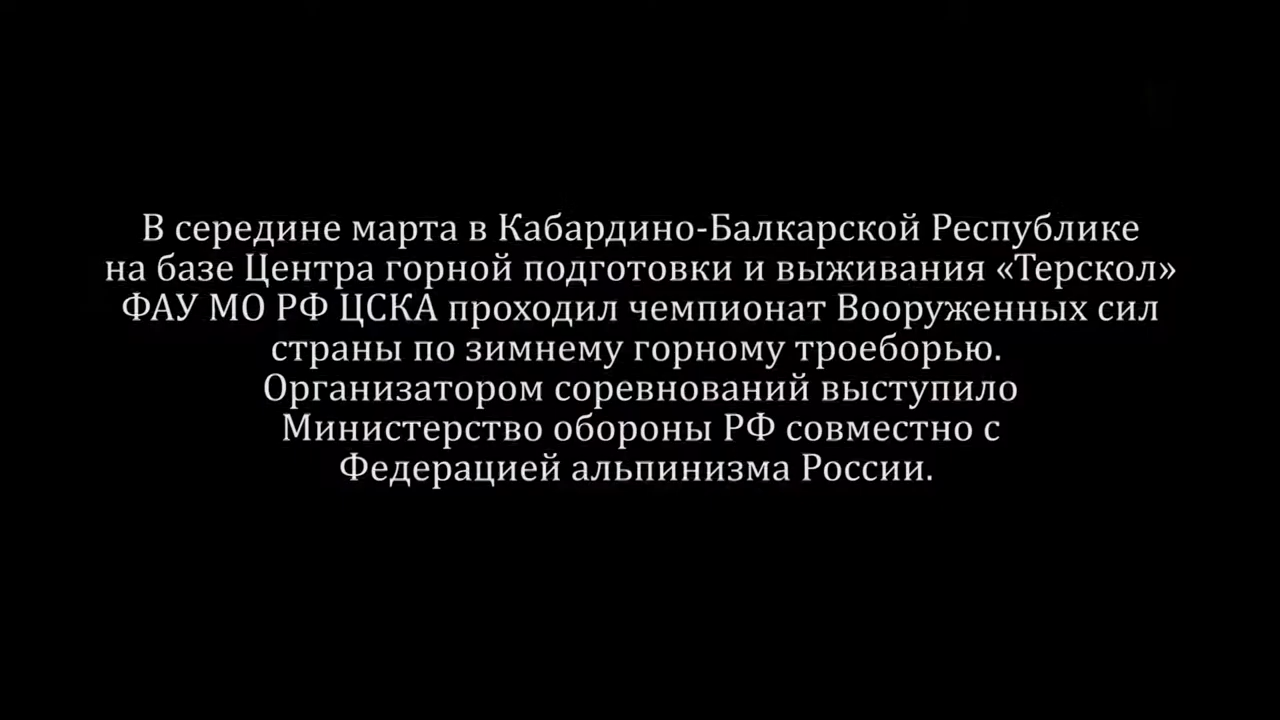 В середине марта в Кабардино-Балкарской Республике
на базе Центра горной подготовки и выживания «Терскол»
ФАУ МО РФ ЦСКА проходил чемпионат Вооруженных сил
страны по зимнему горному троеборью.
Организатором соревнований выступило
Министерство обороны РФ совместно с
Федерацией альпинизма России.